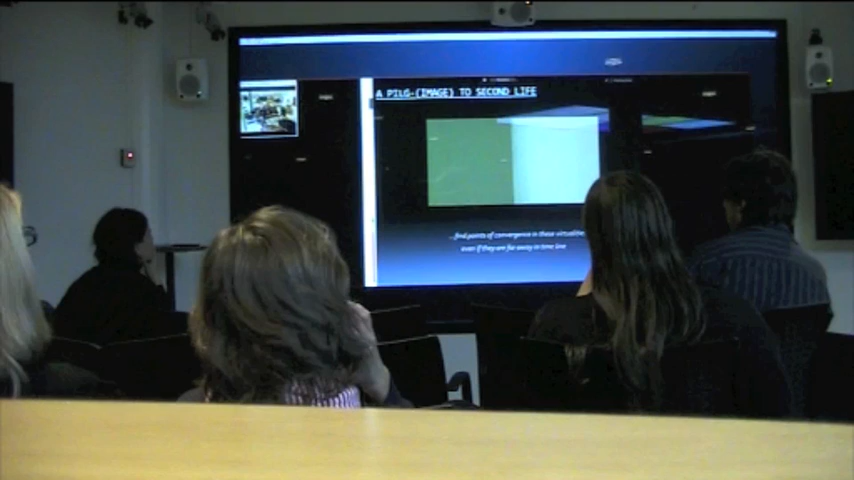 A PILG-{IMAGE} TO SECOND LIFE
...find points of convergence in these virtualities,
even if they are far away in time line